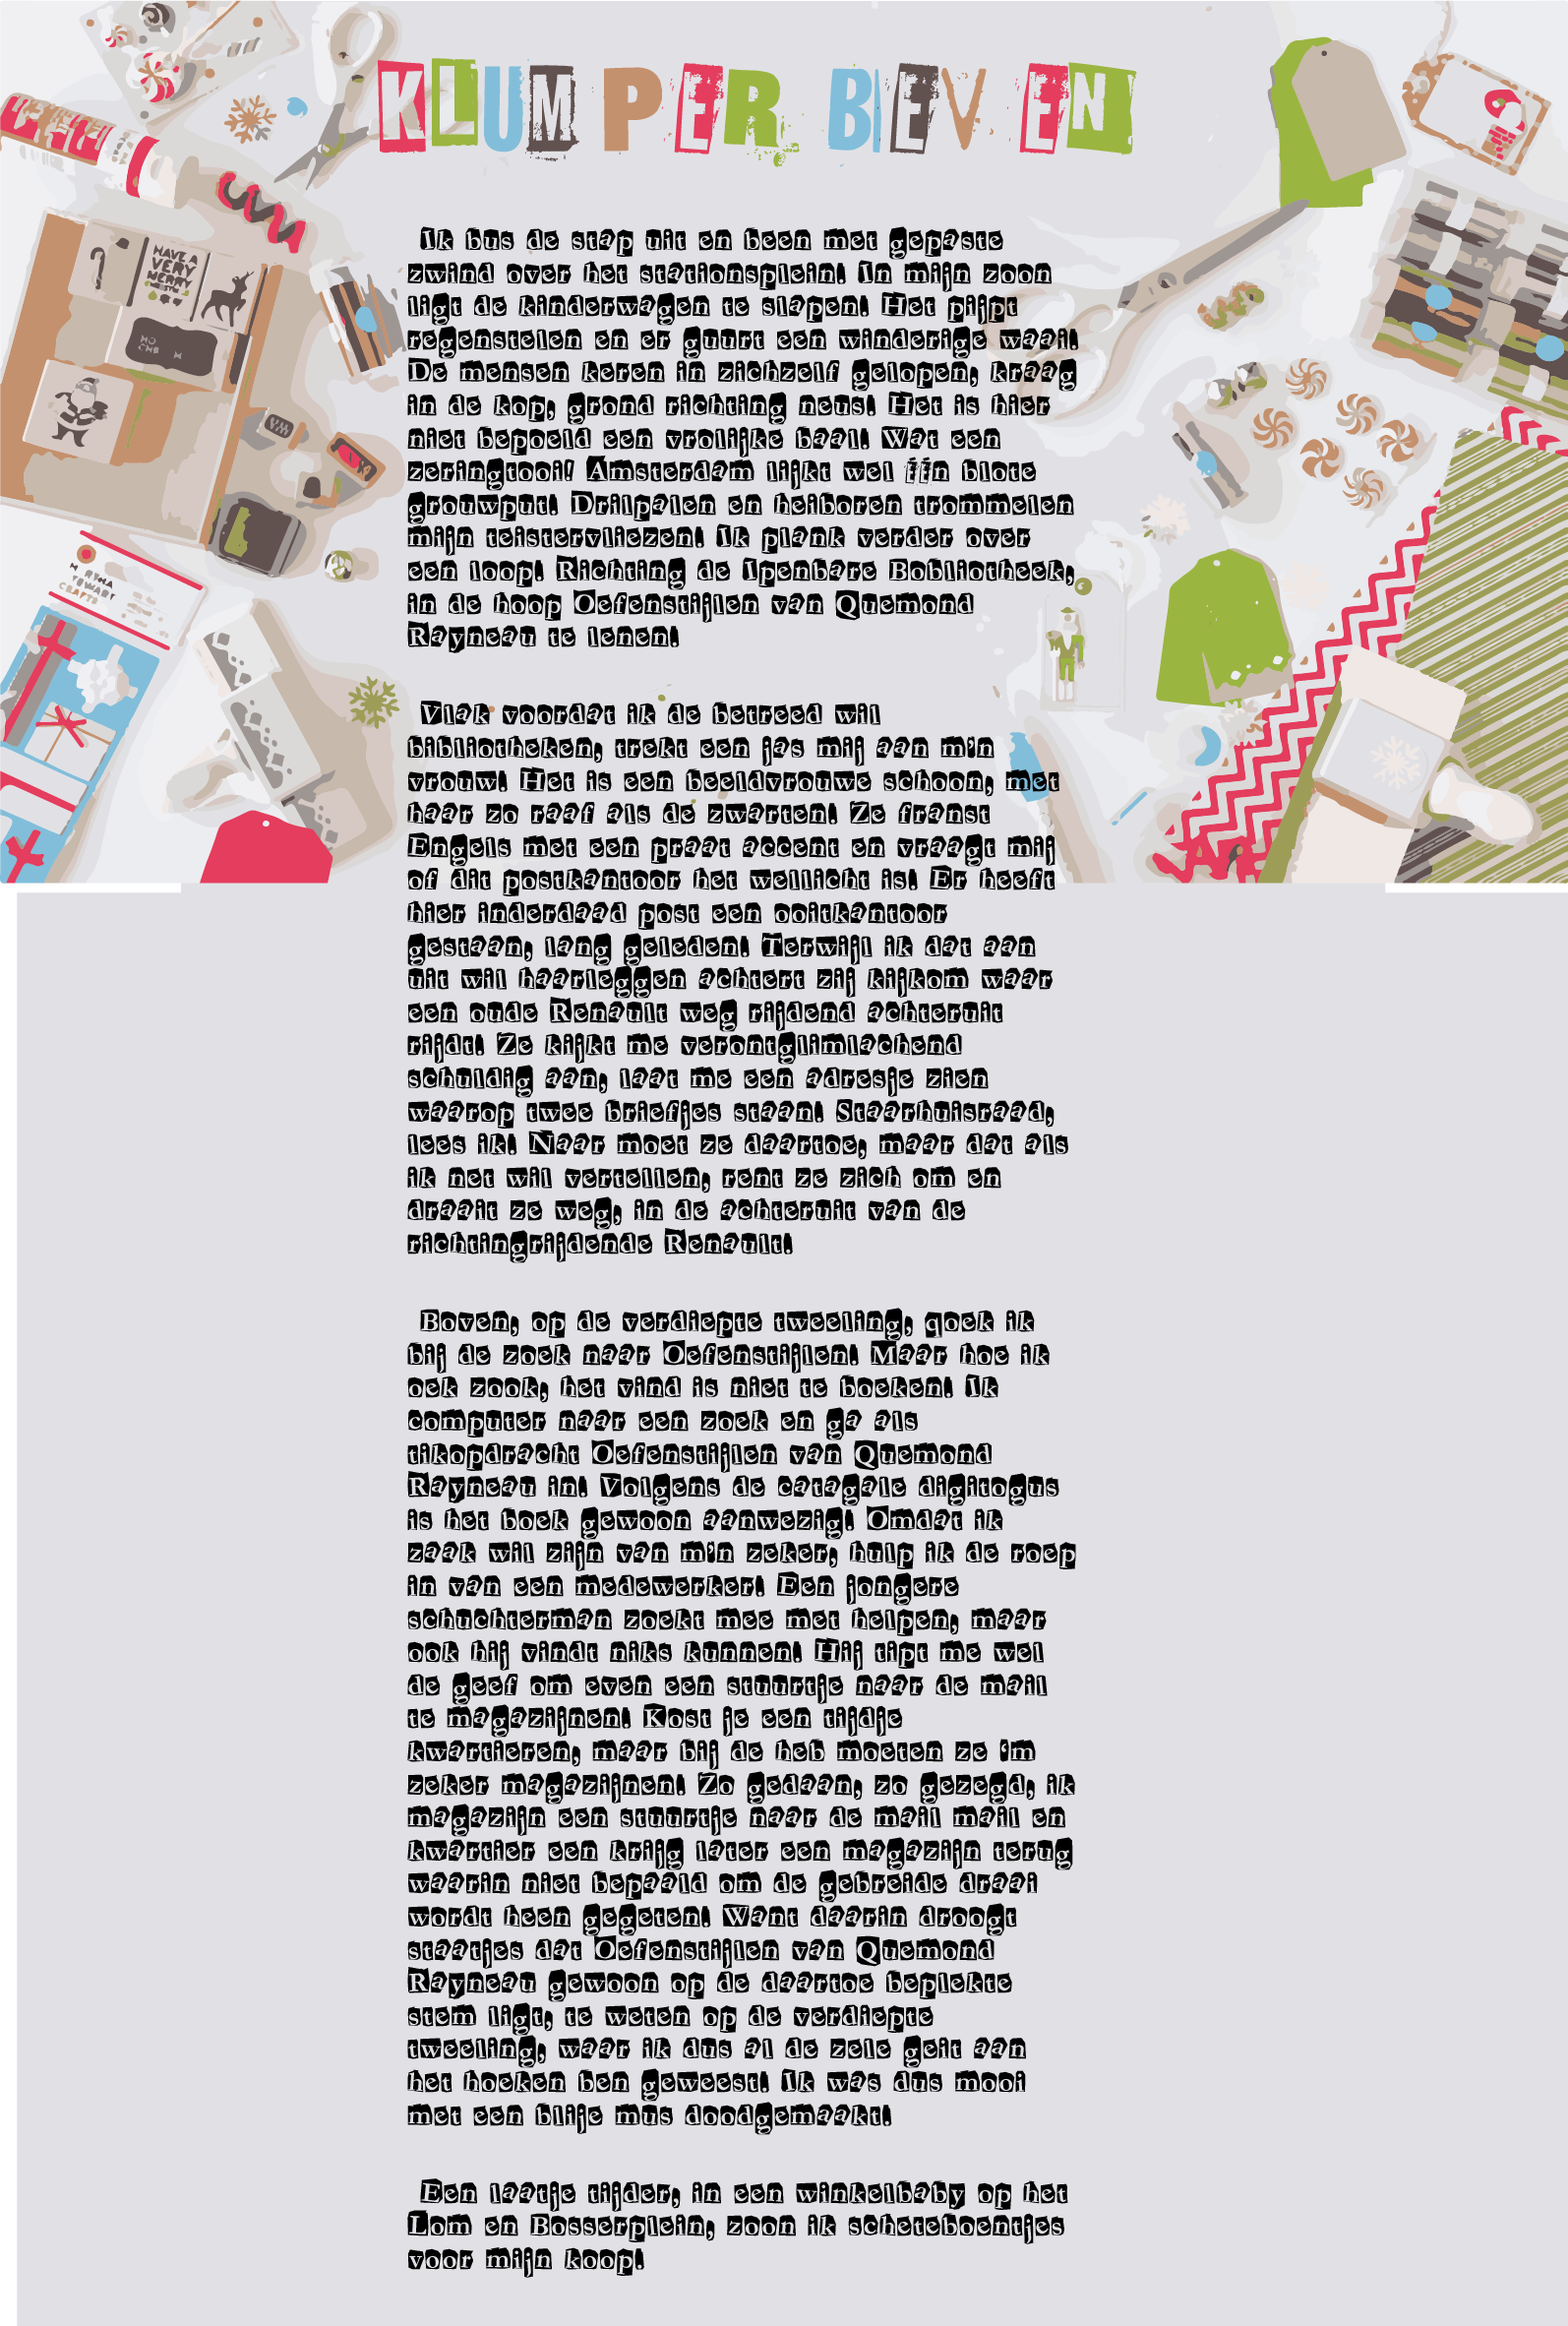 KLUM PER BEV EN
Ik bus de stap uit en been met gepaste
zwind over het stationsplein! In mijn zoon
ligt de kinderwagen te slapen! Het pijpt
regenstelen en er guurt een winderige waai!
De mensen keren in zichzelf gelopen, kraag
in de kop, grond richting neus! Het is hier
niet bepoeld een vrolijke baal! Wat een
zeringtooi! Amsterdam lijkt wel één blote
grouwput! Drilpalen en heiboren trommelen
mijn teistervliezen! Ik plank verder over
een loop! Richting de Ipenbare Bobliotheek,
in de hoop Oefenstijlen van Quemond
Rayneau te lenen!
Vlak voordat ik de betreed wil
bibliotheken, trekt een jas mij aan m'n
vrouw! Het is een beeldvrouwe schoon, met
haar zo raaf als de zwarten! Ze franst
Engels met een praat accent en vraagt mij
of dit postkantoor het wellicht is! Er heeft
hier inderdaad post een ooitkantoor
gestaan, lang geleden! Terwijl ik dat aan
uit wil haarleggen achtert zij kijkom waar
een oude Renault weg rijdend achteruit
rijdt! Ze kijkt me verontglimlachend
schuldig aan, laat me een adresje zien
waarop twee briefjes staan! Staarhuisraad,
lees ik! Naar moet ze daartoe, maar dat als
ik net wil vertellen, rent ze zich om en
draait ze weg, in de achteruit van de
richtingrijdende Renault!
Boven, op de verdiepte tweeling, qoek ik
bij de zoek naar Oefenstijlen! Maar hoe ik
oek zook, het vind is niet te boeken! Ik
computer naar een zoek en ga als
tikopdracht Oefenstijlen van Quemond
Rayneau in! Volgens de catagale digitogus
is het boek gewoon aanwezig! Omdat ik
zaak wil zijn van m'n zeker, hulp ik de roep
in van een medewerker! Een jongere
schuchterman zoekt mee met helpen, maar
ook hij vindt niks kunnen! Hij tipt me wel
de geef om even een stuurtje naar de mail
te magazijnen! Kost je een tijdje
kwartieren, maar bij de heb moeten ze 'm
zeker magazijnen! Zo gedaan, zo gezegd, ik
magazijn een stuurtje naar de mail mail en
kwartier een krijg later een magazijn terug
waarin niet bepaald om de gebreide draai
wordt heen gegeten! Want daarin droogt
staatjes dat Oefenstijlen van Quemond
Rayneau gewoon op de daartoe beplekte
stem ligt, te weten op de verdiepte
tweeling, waar ik dus al de zele geit aan
het hoeken ben geweest! Ik was dus mooi
met een blije mus doodgemaakt!
Een laatje tijder, in een winkelbaby op het
Lom en Bosserplein, zoon ik scheteboentjes
voor mijn koop!
HAVE A
VERY
MERRY